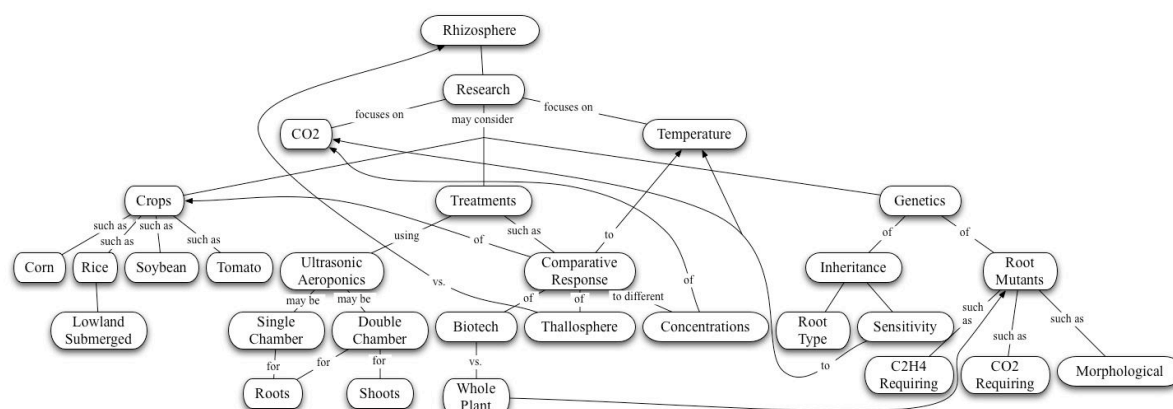 Rhizosphere
Research
focuses on
focuses on
may consider
CO2
Temperature
Crops
Treatments
Genetics
such as
such as
such as
such as
using
of
such as
to
of
of
Corn
Rice
Soybean
Tomato
Ultrasonic
Aeroponics
Comparative
Response
Inheritance
Root
Mutants
vs.
of
may be
may be
of
of
to different
Lowland
Submerged
Single
Chamber
Double
Chamber
Biotech
Thallosphere
Concentrations
Root
Type
Sensitivity
such
as
such as
such as
for
for
for
vs.
to
C2H4
Requiring
CO2
Requiring
Morphological
Roots
Shoots
Whole
Plant